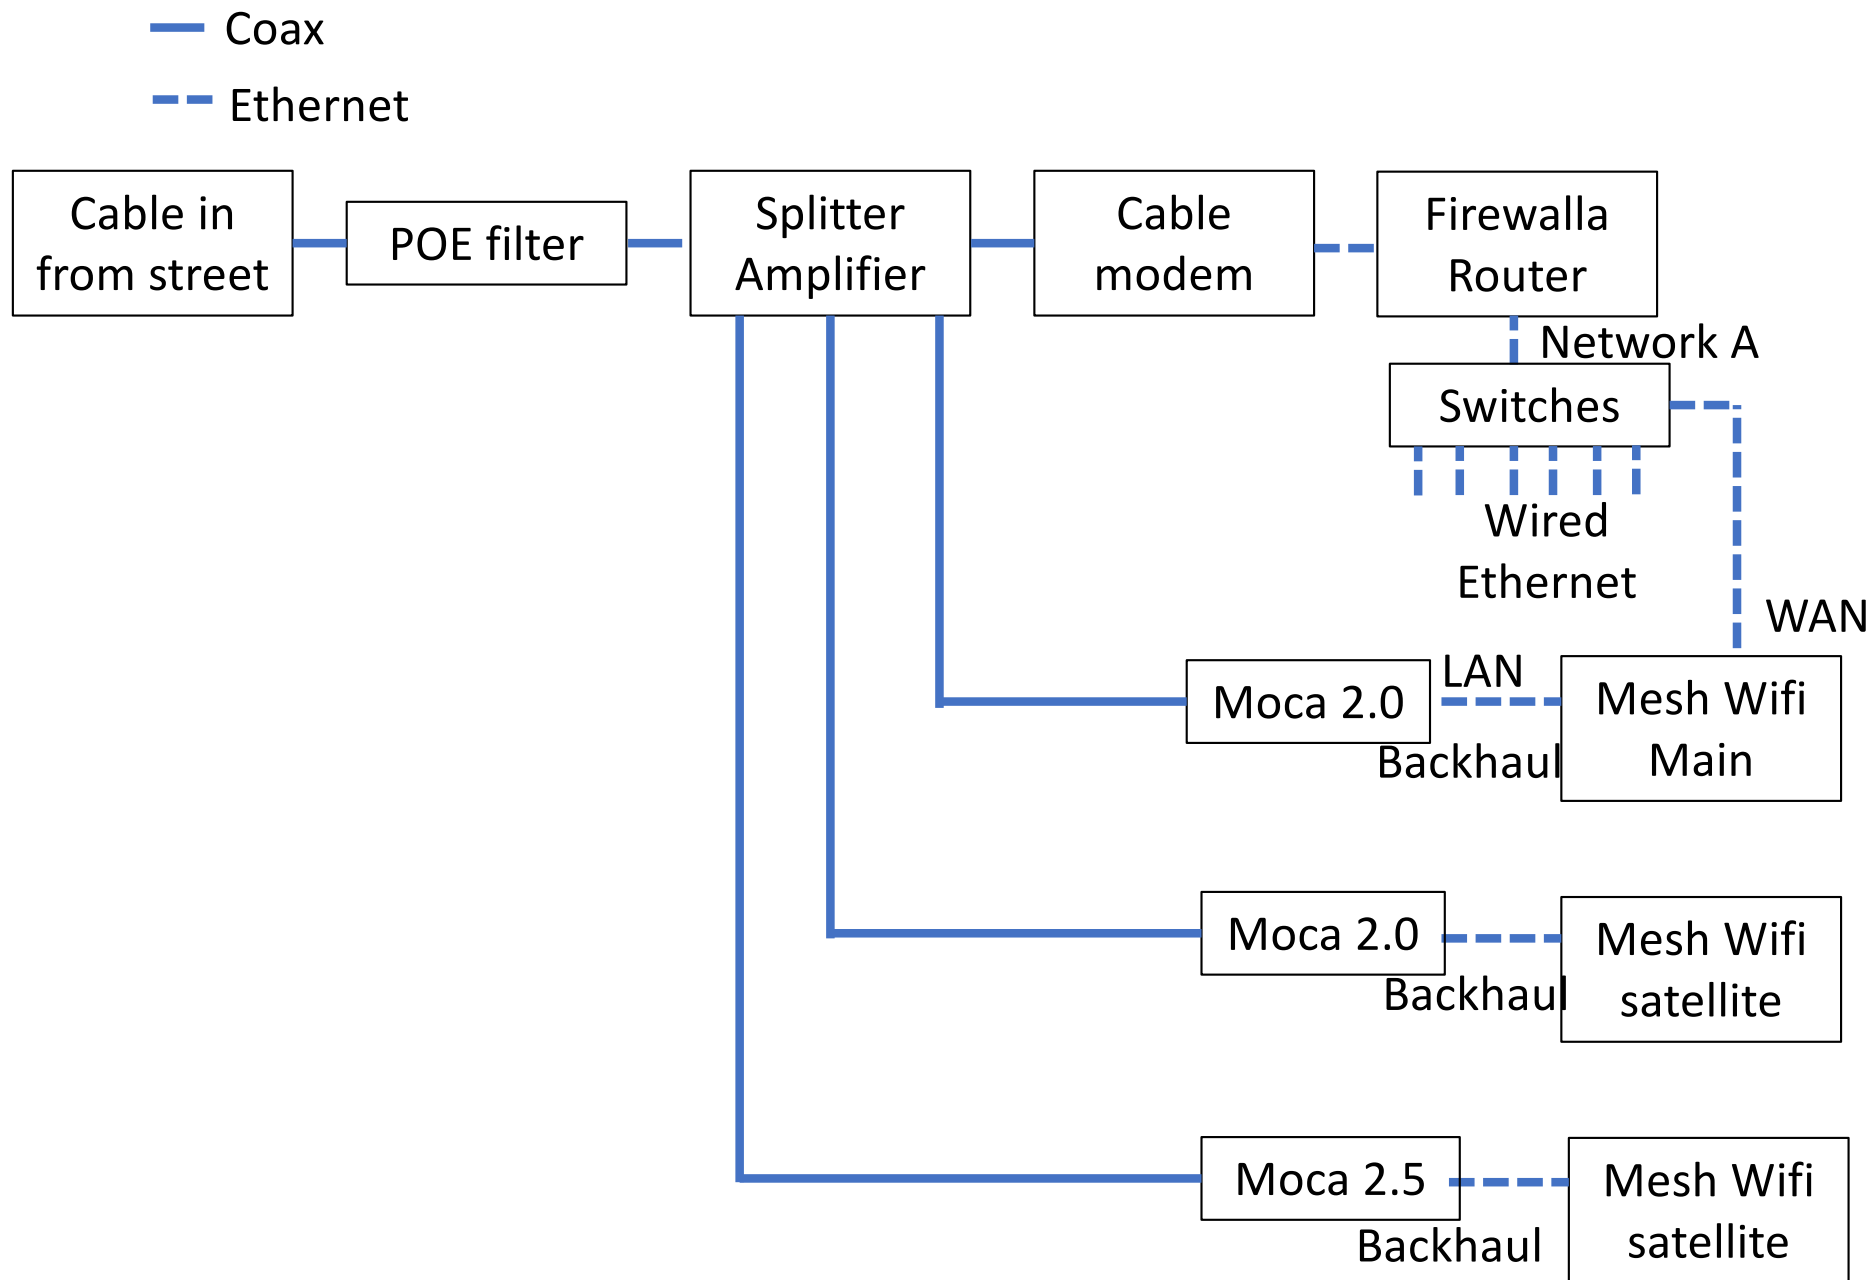 Coax
Ethernet
Cable in
from street
POE filter
Splitter
Amplifier
Cable
modem
Firewalla
Router
Network A
Switches
Wired
Ethernet
WAN
LAN
Moca 2.0
Backhaul
Mesh Wifi
Main
Moca 2.0
Backhaul
Mesh Wifi
satellite
Moca 2.5
Backhaul
Mesh Wifi
satellite